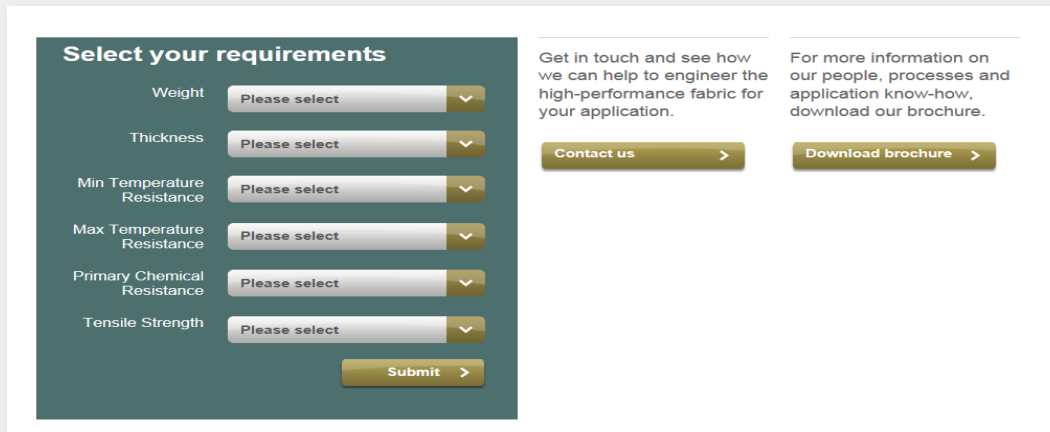 Select your requirements
Weight
Please select
Thickness
Please select
Min Temperature
Resistance
Please select
Max Temperature
Resistance
Please select
Primary Chemical
Resistance
Please select
Tensile Strength
Please select
Submit
Get in touch and see how
we can help to engineer the
high-performance fabric for
your application.
Contact us
For more information on
our people, processes and
application know-how,
download our brochure.
Download brochure